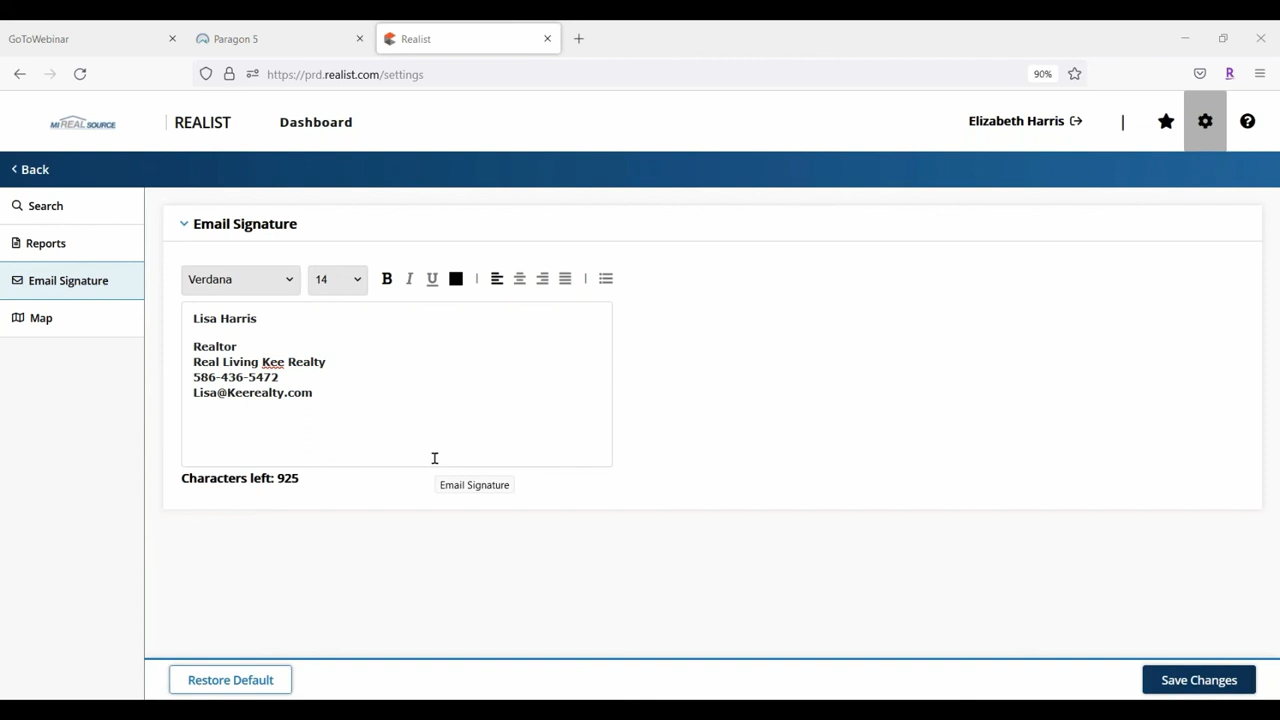 GoToWebinar
Paragon 5
Realist
https://prd.realist.com/settings
90%
R
MI REAL SOURCE
REALIST
Dashboard
Elizabeth Harris
Back
Search
Reports
Email Signature
Map
Email Signature
Verdana
14
B I U
Lisa Harris
Realtor
Real Living Kee Realty
586-436-5472
Lisa@Keerealty.com
Characters left: 925
Email Signature
Restore Default
Save Changes